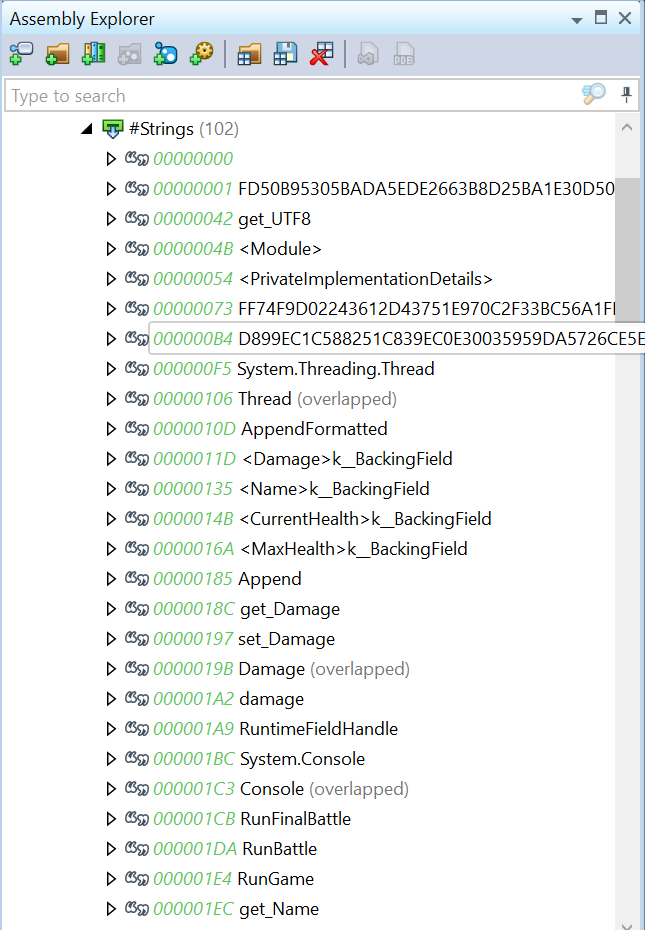 Assembly Explorer
PDB
Type to search
#Strings (102)
00000000
00000001 FD50B95305BADA5EDE2663B8D25BA1E30D50
00000042 get_UTF8
0000004B <Module>
00000054 <PrivateImplementationDetails>
00000073 FF74F9D02243612D43751E970C2F33BC56A1F
000000B4 D899EC1C588251C839EC0E30035959DA5726CE5E
000000F5 System.Threading.Thread
00000106 Thread (overlapped)
0000010D AppendFormatted
0000011D <Damage>k__BackingField
00000135 <Name>k__BackingField
0000014B <CurrentHealth>k__BackingField
0000016A <MaxHealth>k__BackingField
00000185 Append
0000018C get_Damage
00000197 set_Damage
0000019B Damage (overlapped)
000001A2 damage
000001A9 RuntimeFieldHandle
000001BC System.Console
000001C3 Console (overlapped)
000001CB RunFinalBattle
000001DA RunBattle
000001E4 RunGame
000001EC get_Name